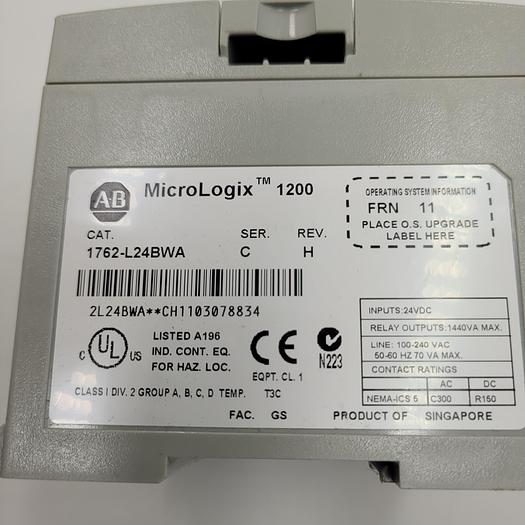 AB
MicroLogix™ 1200
OPERATING SYSTEM INFORMATION
FRN 11
PLACE O.S. UPGRADE
LABEL HERE
CAT. SER. REV.
1762-L24BWA C H
2L24BWA**CH1103078834
INPUTS:24VDC
RELAY OUTPUTS:1440VA MAX.
LINE: 100-240 VAC
50-60 HZ 70 VA MAX.
CONTACT RATINGS
AC DC
NEMA-ICS 5 C300 R150
C UL US
LISTED A196
IND. CONT. EQ.
FOR HAZ. LOC.
CE
EQPT. CL. 1
N223
CLASS I DIV. 2 GROUP A, B, C, D TEMP. T3C
FAC. GS PRODUCT OF SINGAPORE